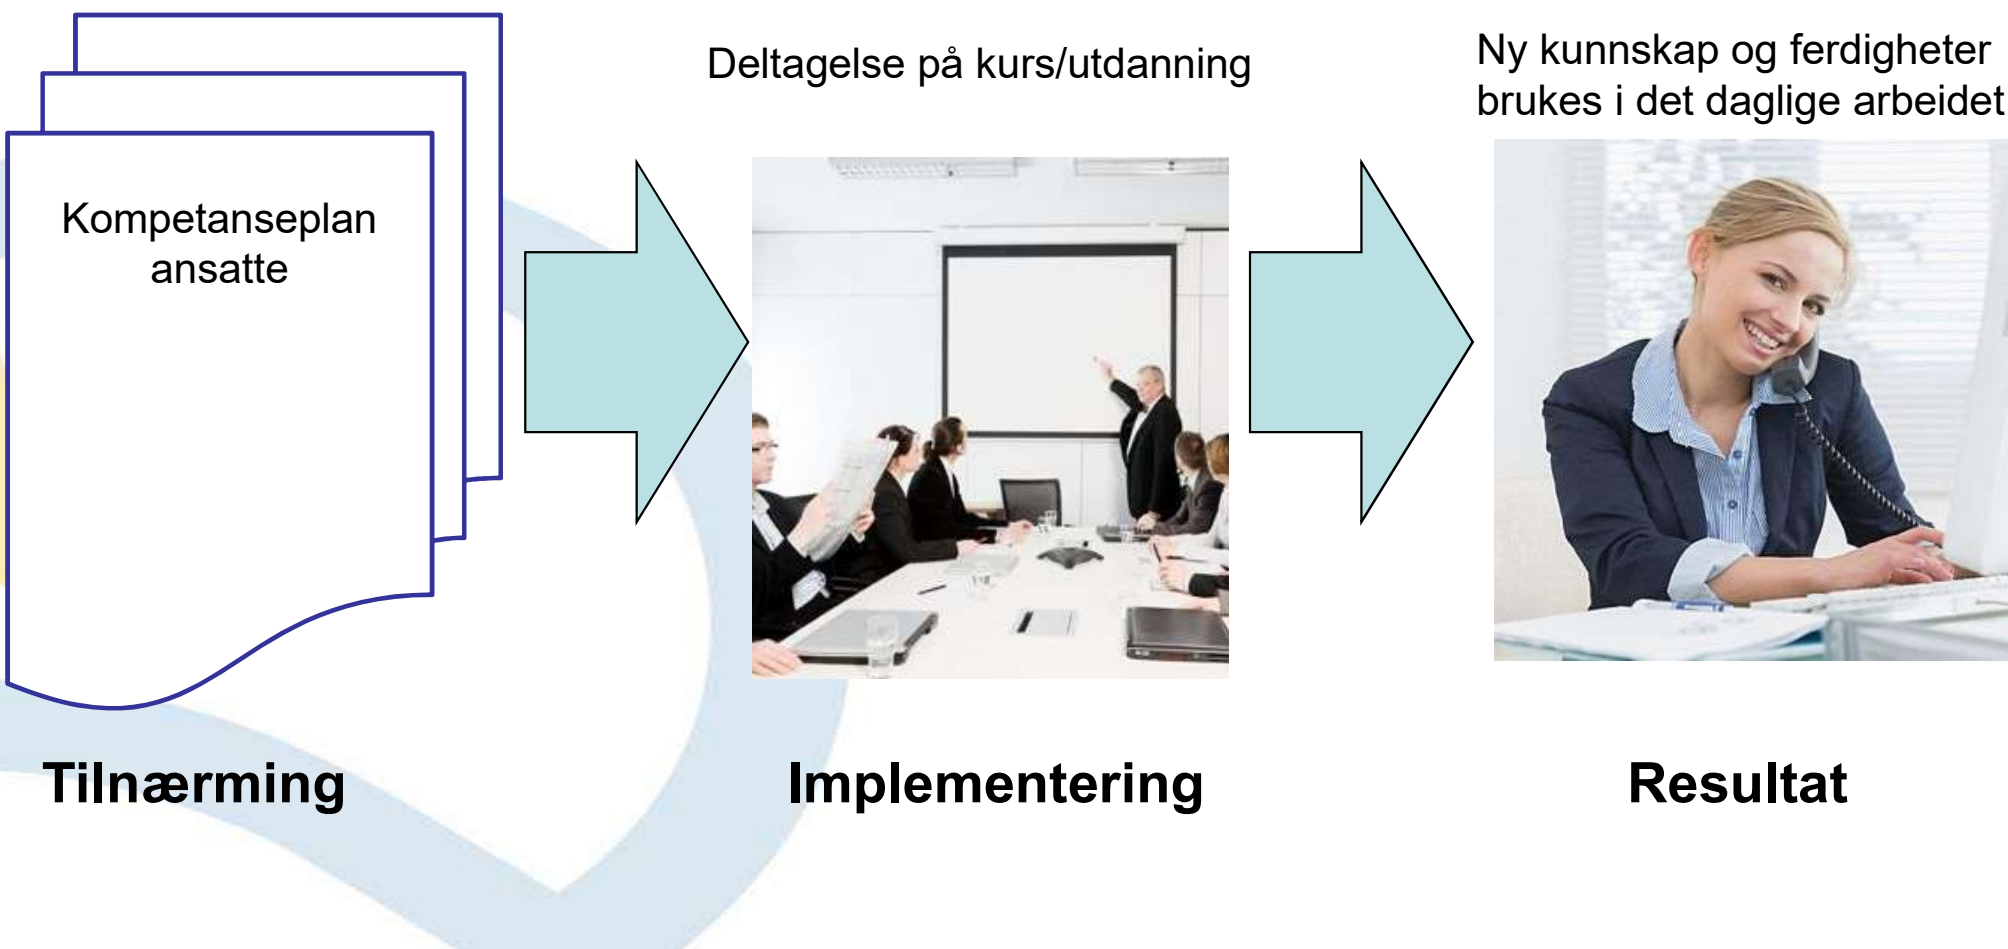 Kompetanseplan
ansatte
Deltagelse på kurs/utdanning
Ny kunnskap og ferdigheter
brukes i det daglige arbeidet
Tilnærming
Implementering
Resultat